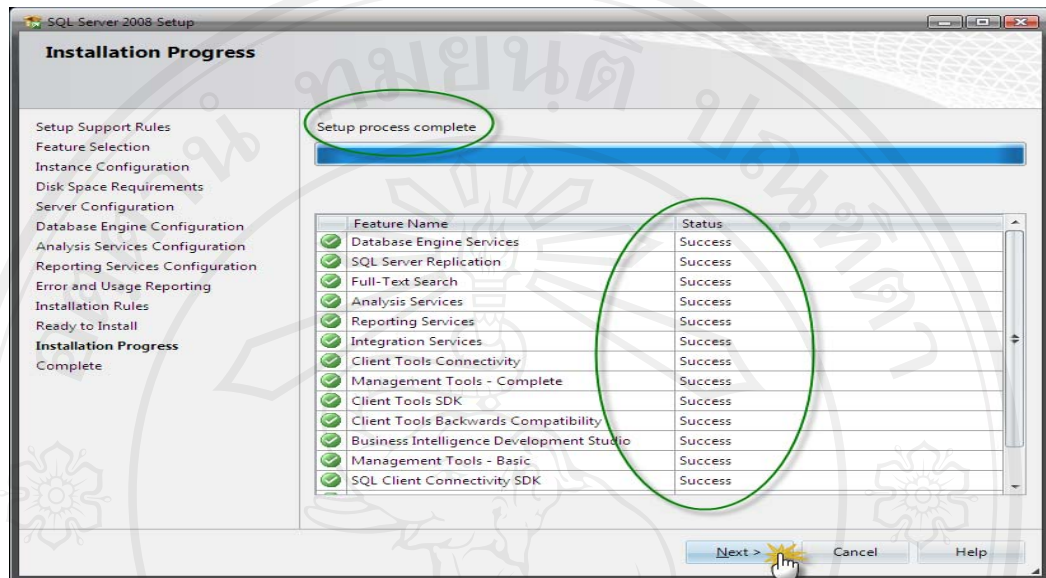 SQL Server 2008 Setup
Installation Progress
Setup Support Rules
Feature Selection
Instance Configuration
Disk Space Requirements
Server Configuration
Database Engine Configuration
Analysis Services Configuration
Reporting Services Configuration
Error and Usage Reporting
Installation Rules
Ready to Install
Installation Progress
Complete
Setup process complete
Feature Name Status
Database Engine Services Success
SQL Server Replication Success
Full-Text Search Success
Analysis Services Success
Reporting Services Success
Integration Services Success
Client Tools Connectivity Success
Management Tools - Complete Success
Client Tools SDK Success
Client Tools Backwards Compatibility Success
Business Intelligence Development Studio Success
Management Tools - Basic Success
SQL Client Connectivity SDK Success
Next > Cancel Help